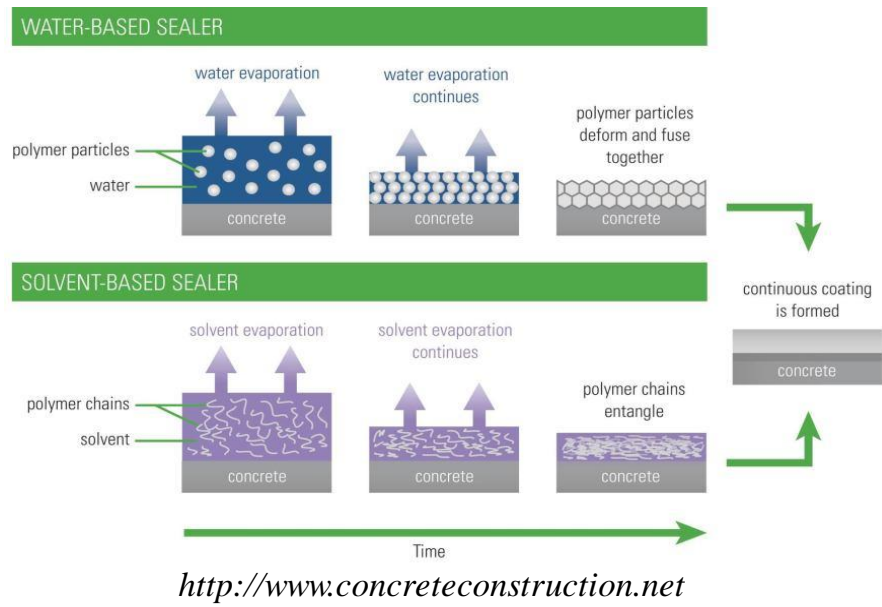 WATER-BASED SEALER
water evaporation
water evaporation
continues
polymer particles
deform and fuse
together
polymer particles
water
concrete
concrete
concrete
SOLVENT-BASED SEALER
continuous coating
is formed
solvent evaporation
solvent evaporation
continues
concrete
polymer chains
entangle
polymer chains
solvent
concrete
concrete
concrete
Time
http://www.concreteconstruction.net